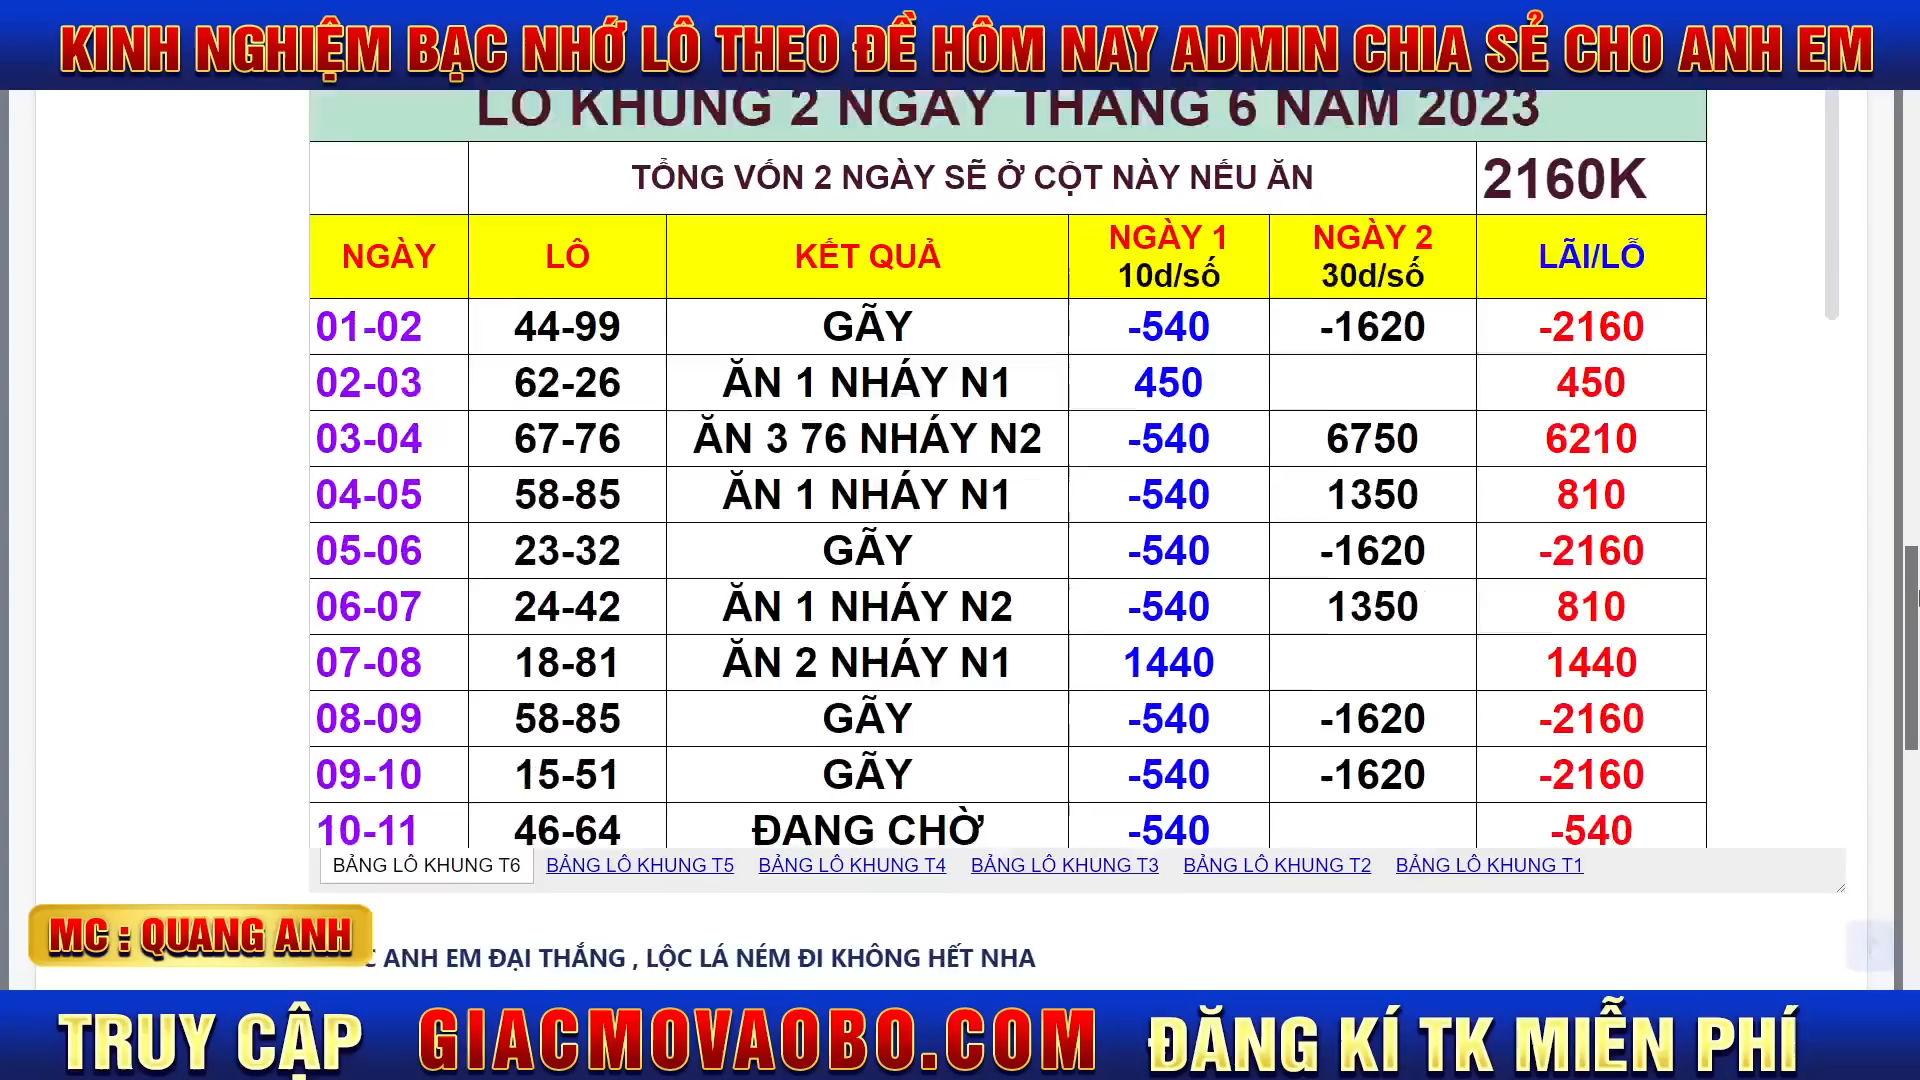 KINH NGHIỆM BẠC NHỚ LÔ THEO ĐỀ HÔM NAY ADMIN CHIA SẺ CHO ANH EM
LÔ KHUNG 2 NGÀY THÁNG 6 NĂM 2023
TỔNG VỐN 2 NGÀY SẼ Ở CỘT NÀY NẾU ĂN 2160K
NGÀY LÔ KẾT QUẢ NGÀY 1 10d/số NGÀY 2 30d/số LÃI/LỖ
01-02 44-99 GÃY -540 -1620 -2160
02-03 62-26 ĂN 1 NHÁY N1 450 450
03-04 67-76 ĂN 3 76 NHÁY N2 -540 6750 6210
04-05 58-85 ĂN 1 NHÁY N1 -540 1350 810
05-06 23-32 GÃY -540 -1620 -2160
06-07 24-42 ĂN 1 NHÁY N2 -540 1350 810
07-08 18-81 ĂN 2 NHÁY N1 1440 1440
08-09 58-85 GÃY -540 -1620 -2160
09-10 15-51 GÃY -540 -1620 -2160
10-11 46-64 ĐANG CHỜ -540 -540
BẢNG LÔ KHUNG T6 BẢNG LÔ KHUNG T5 BẢNG LÔ KHUNG T4 BẢNG LÔ KHUNG T3 BẢNG LÔ KHUNG T2 BẢNG LÔ KHUNG T1
MC : QUANG ANH
ANH EM ĐẠI THẮNG , LỘC LÁ NÉM ĐI KHÔNG HẾT NHA
TRUY CẬP GIACMOVAOBO.COM ĐĂNG KÍ TK MIỄN PHÍ